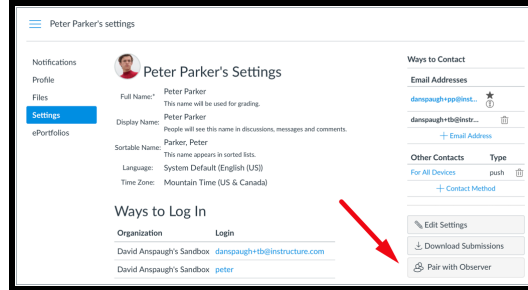 Peter Parker's settings
Notifications
Profile
Files
Settings
ePortfolios
Peter Parker's Settings
Full Name:* Peter Parker
This name will be used for grading.
Display Name: Peter Parker
People will see this name in discussions, messages and comments.
Sortable Name: Parker, Peter
This name appears in sorted lists.
Language: System Default (English (US))
Time Zone: Mountain Time (US & Canada)
Ways to Log In
Organization Login
David Anspaugh's Sandbox danspaugh+tb@instructure.com
David Anspaugh's Sandbox peter
Ways to Contact
Email Addresses
danspaugh+pp@inst...
danspaugh+tb@instr...
+ Email Address
Other Contacts Type
For All Devices push
+ Contact Method
Edit Settings
Download Submissions
Pair with Observer